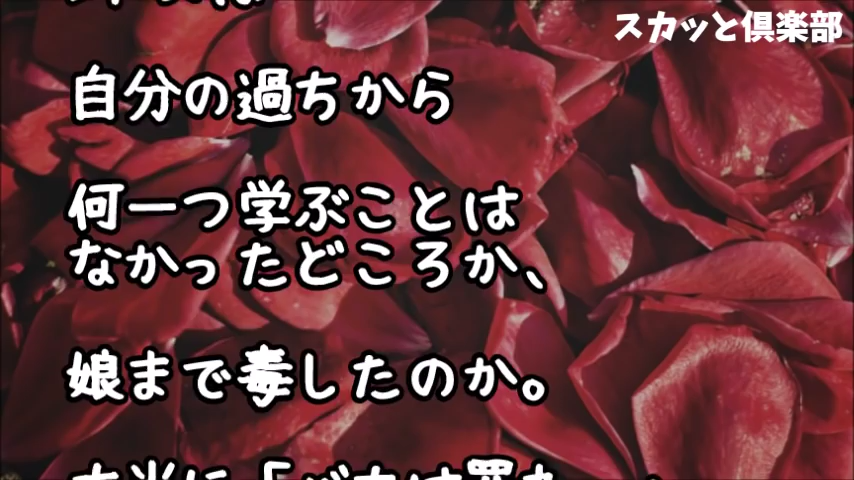 スカッと倶楽部
自分の過ちから
何一つ学ぶことは
なかったどころか、
娘まで毒したのか。